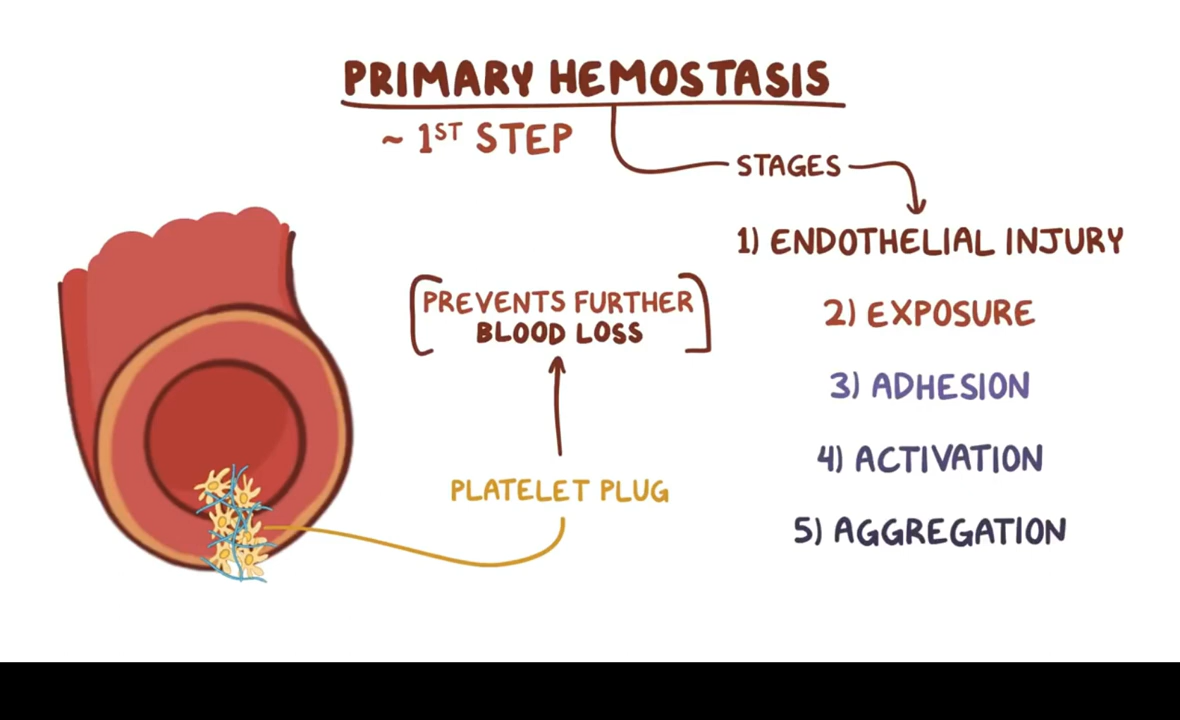 PRIMARY HEMOSTASIS
~ 1ST STEP
STAGES
1) ENDOTHELIAL INJURY
2) EXPOSURE
3) ADHESION
4) ACTIVATION
5) AGGREGATION
[PREVENTS FURTHER
BLOOD LOSS]
PLATELET PLUG